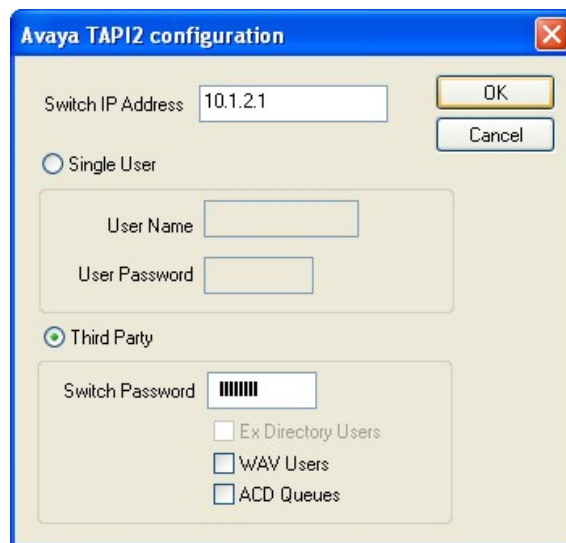 Avaya TAPI2 configuration
Switch IP Address 10.1.2.1
OK
Cancel
Single User
User Name
User Password
Third Party
Switch Password
Ex Directory Users
WAV Users
ACD Queues